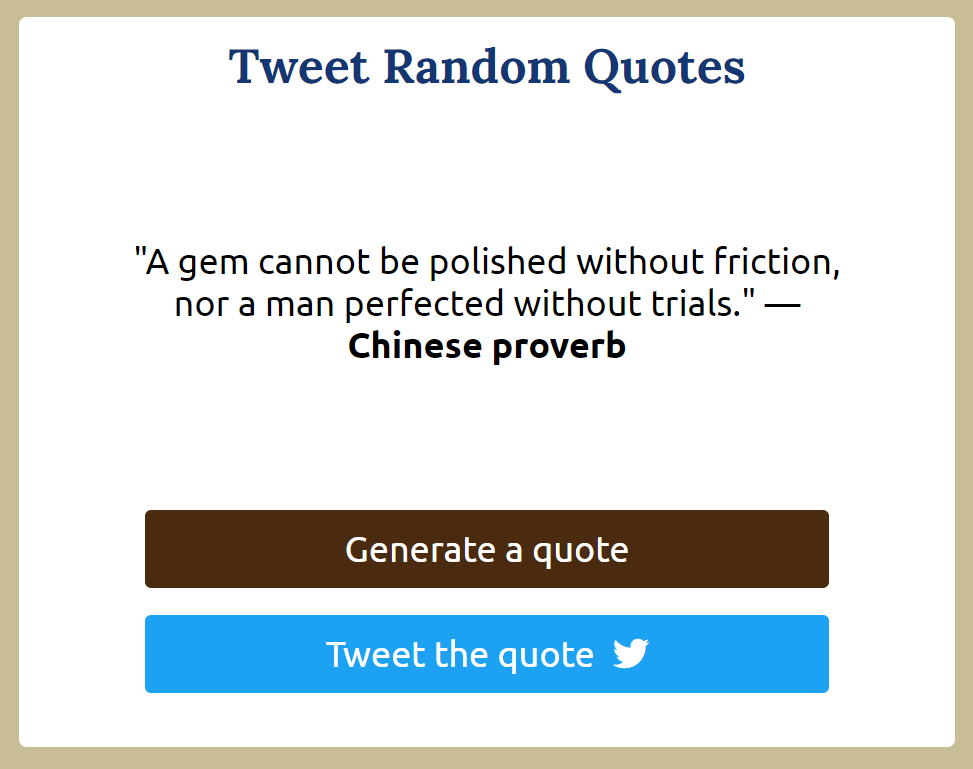 Tweet Random Quotes
"A gem cannot be polished without friction,
nor a man perfected without trials." —
Chinese proverb
Generate a quote
Tweet the quote